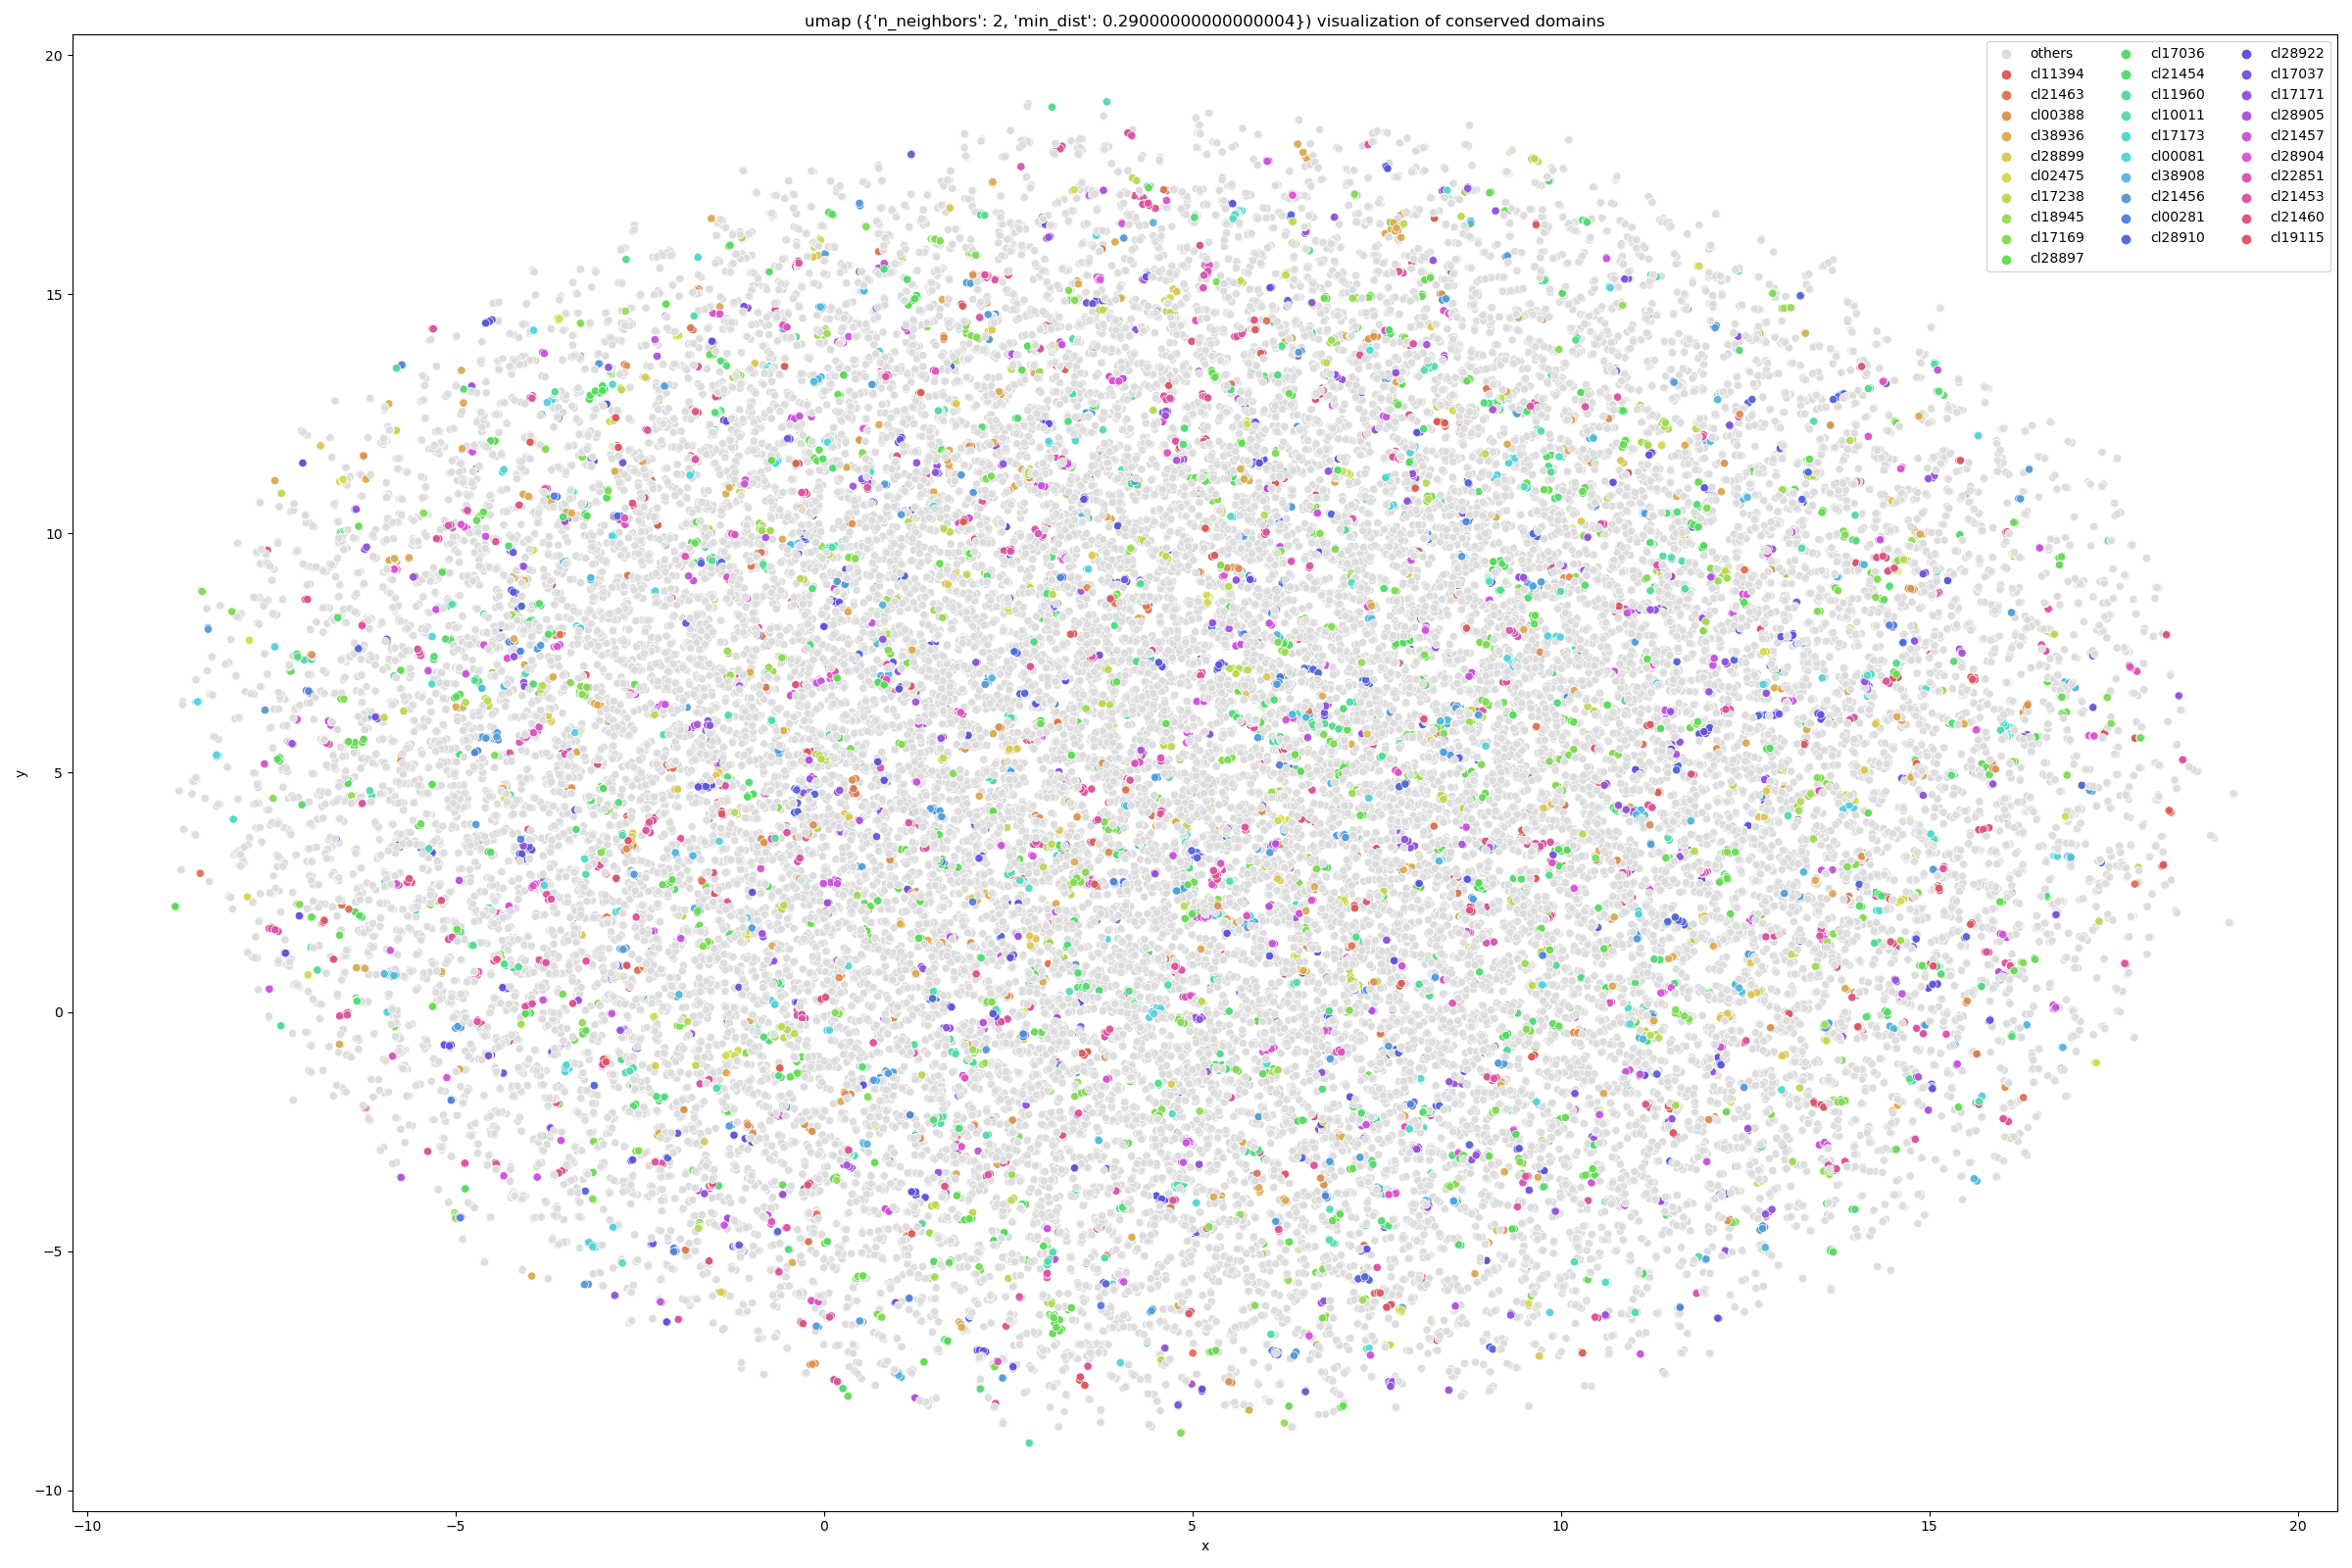 umap ({'n_neighbors': 2, 'min_dist': 0.29000000000000004}) visualization of conserved domains
others
cl11394
cl21463
cl00388
cl38936
cl28899
cl02475
cl17238
cl18945
cl17169
cl28897
cl17036
cl21454
cl11960
cl10011
cl17173
cl00081
cl38908
cl21456
cl00281
cl28910
cl28922
cl17037
cl17171
cl28905
cl21457
cl28904
cl22851
cl21453
cl21460
cl19115
20
15
10
5
0
−5
−10
y
−10
−5
0
5
10
15
20
x